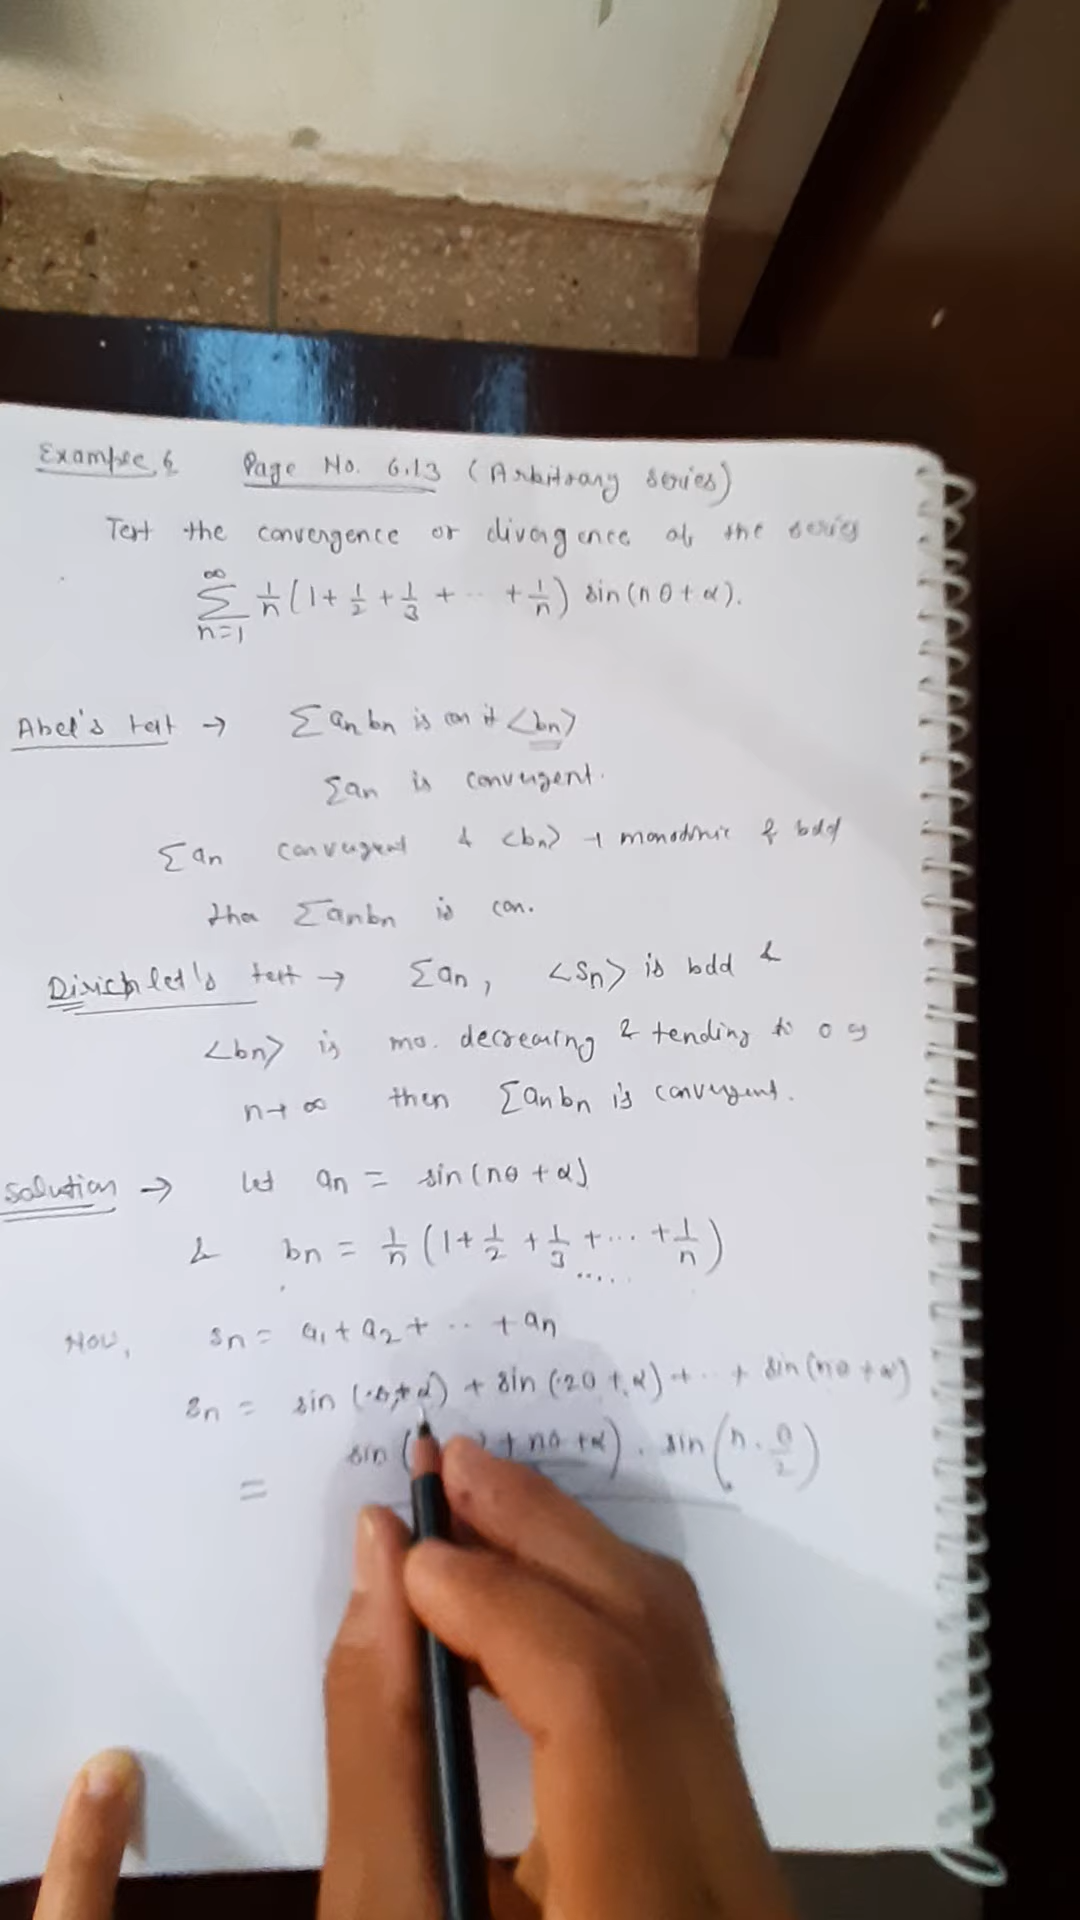 Example 6 Page No. 6.13 (Arbitrary series)
Test the convergence or divergence of the series
∑_{n=1}^{∞} 1/n (1 + 1/2 + 1/3 + ... + 1/n) sin(nθ + α).
Abel's test → ∑ an bn is con if <bn>
∑an is convergent.
∑an convergent & <bn> → monotonic & bdd
then ∑anbn is con.
Dirichlet's test → ∑an, <Sn> is bdd &
<bn> is mo. decreasing & tending to 0 as
n→∞ then ∑anbn is convergent.
Solution → Let an = sin(nθ + α)
& bn = 1/n (1 + 1/2 + 1/3 + ... + 1/n)
Now, Sn = a1 + a2 + ... + an
Sn = sin(θ + α) + sin(2θ + α) + ... + sin(nθ + α)
= sin( + nθ + α) . sin(n . θ/2)